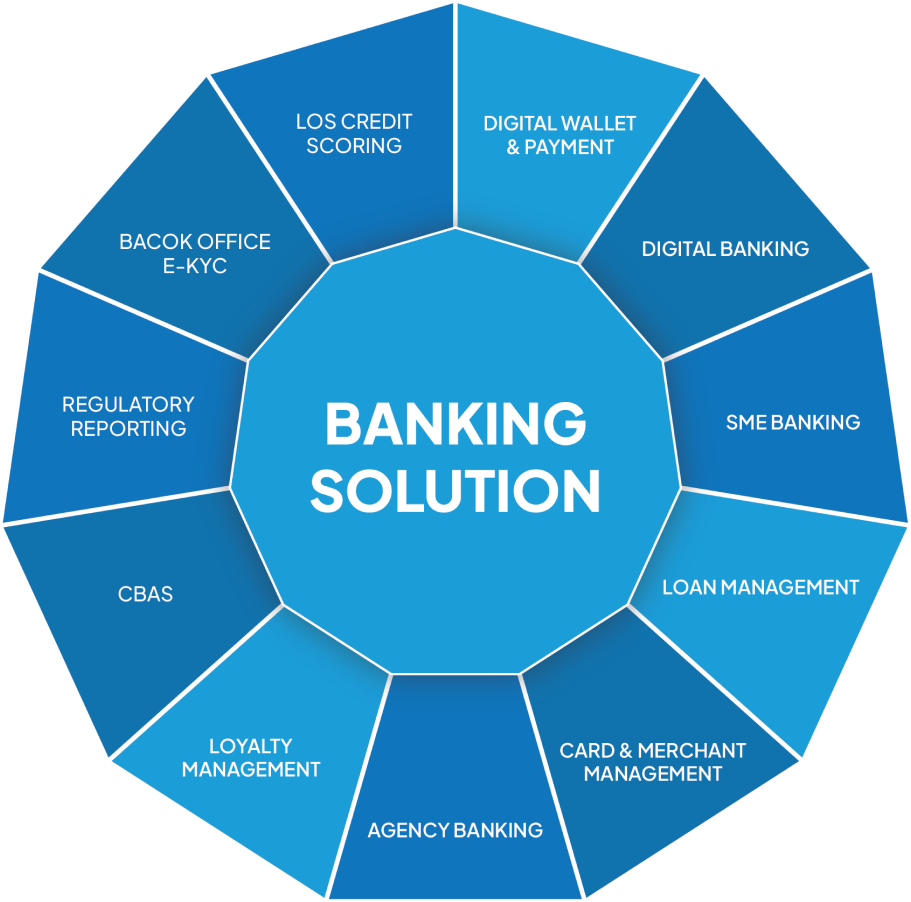 LOS CREDIT
SCORING
DIGITAL WALLET
& PAYMENT
DIGITAL BANKING
SME BANKING
LOAN MANAGEMENT
CARD & MERCHANT
MANAGEMENT
AGENCY BANKING
LOYALTY
MANAGEMENT
CBAS
REGULATORY
REPORTING
BACOK OFFICE
E-KYC
BANKING
SOLUTION